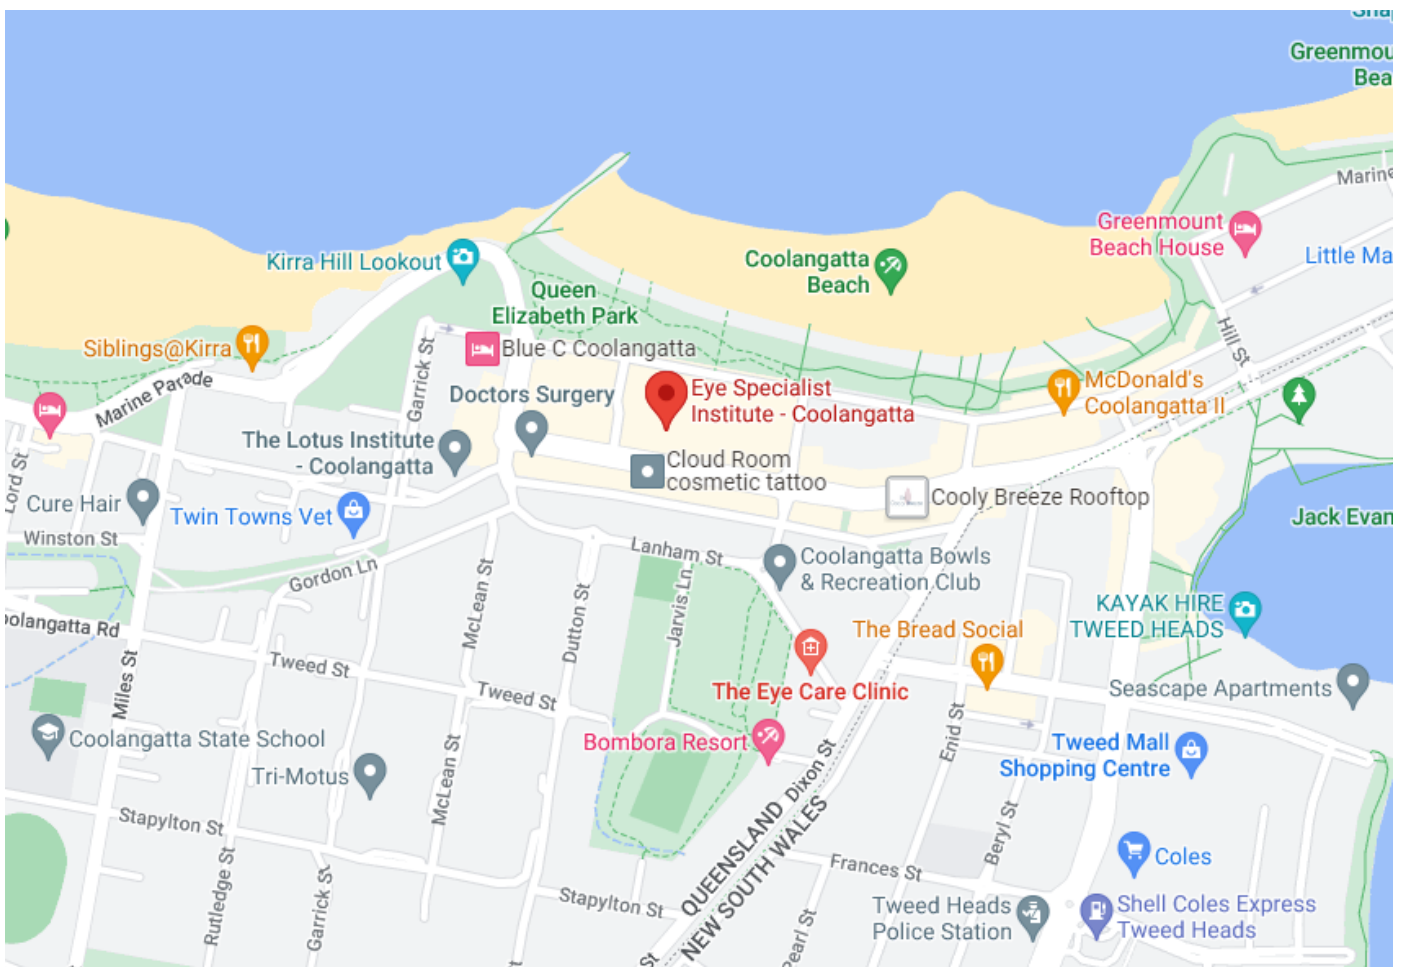 Greenmou
Bea
Marine
Greenmount
Beach House
Little Ma
Kirra Hill Lookout
Coolangatta
Beach
Queen
Elizabeth Park
Siblings@Kirra
Blue C Coolangatta
Hill St
Marine Parade
Garrick St
Doctors Surgery
Eye Specialist
Institute - Coolangatta
McDonald's
Coolangatta II
The Lotus Institute
- Coolangatta
Cloud Room
cosmetic tattoo
Lord St
Cure Hair
Twin Towns Vet
Cooly Breeze Rooftop
Jack Evan
Winston St
Lanham St
Gordon Ln
Coolangatta Bowls
& Recreation Club
McLean St
Dutton St
Jarvis Ln
KAYAK HIRE
TWEED HEADS
oolangatta Rd
The Bread Social
Tweed St
Miles St
Tweed St
The Eye Care Clinic
Seascape Apartments
Coolangatta State School
Bombora Resort
Enid St
Tweed Mall
Shopping Centre
Tri-Motus
McLean St
Dixon St
QUEENSLAND
NEW SOUTH WALES
Stapylton St
Beryl St
Coles
Frances St
Rutledge St
Garrick St
Stapylton St
Tweed Heads
Police Station
Shell Coles Express
Tweed Heads
Pearl St
St